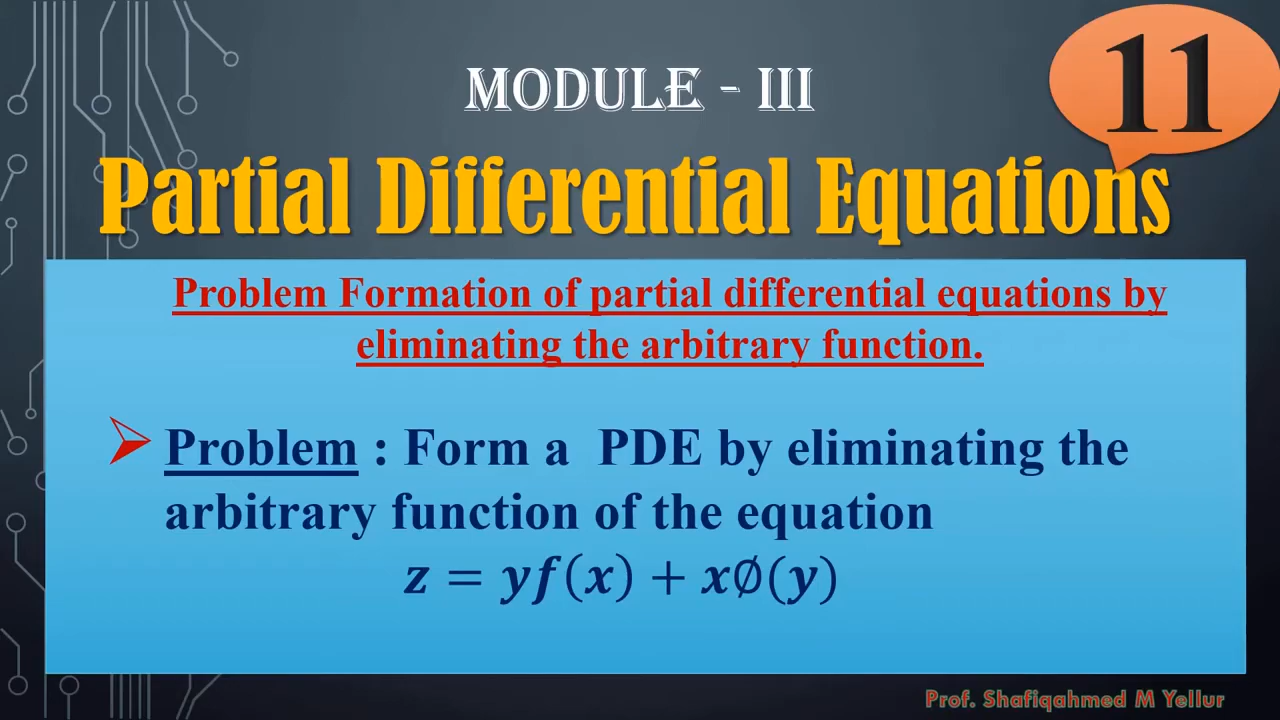 11
MODULE - III
Partial Differential Equations
Problem Formation of partial differential equations by
eliminating the arbitrary function.
Problem : Form a PDE by eliminating the
arbitrary function of the equation
z = yf(x) + x∅(y)
Prof. Shafiqahmed M Yellur